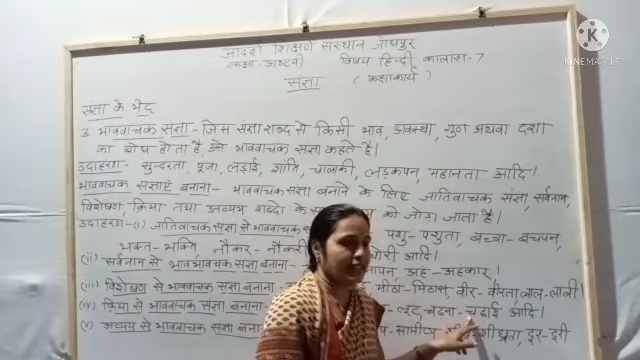 आदर्श शिक्षण संस्थान जोधपुर
कक्षा-अष्टमी विषय हिन्दी कालांश-7
संज्ञा (कक्षाकार्य)
KINEMASTER
संज्ञा के भेद
3 भाववाचक संज्ञा - जिस संज्ञा शब्द से किसी भाव, अवस्था, गुण अथवा दशा
का बोध होता है, उसे भाववाचक संज्ञा कहते है।
उदाहरण - सुन्दरता, पूजा, लड़ाई, शांति, चालाकी, लड़कपन, महानता आदि।
भाववाचक संज्ञाएँ बनाना - भाववाचक संज्ञा बनाने के लिए जातिवाचक संज्ञा, सर्वनाम,
विशेषण, क्रिया तथा अव्यय शब्दो के को जोड़ा जाता है।
उदाहरण - (i) जातिवाचक संज्ञा से भाववाचक पशु - पशुता, बच्चा - बचपन,
भक्त - भक्ति, नौकर - नौकरी आदि।
(ii) सर्वनाम से भाववाचक संज्ञा बनाना - अहं - अहंकार।
(iii) विशेषण से भाववाचक संज्ञा बनाना - मीठा - मिठास, वीर - वीरता लाल - लाली।
(iv) क्रिया से भाववाचक संज्ञा बनाना - लूट, चढना - चढाई आदि।
(v) अव्यय से भाववाचक संज्ञा बना सामीप्य दूर - दूरी